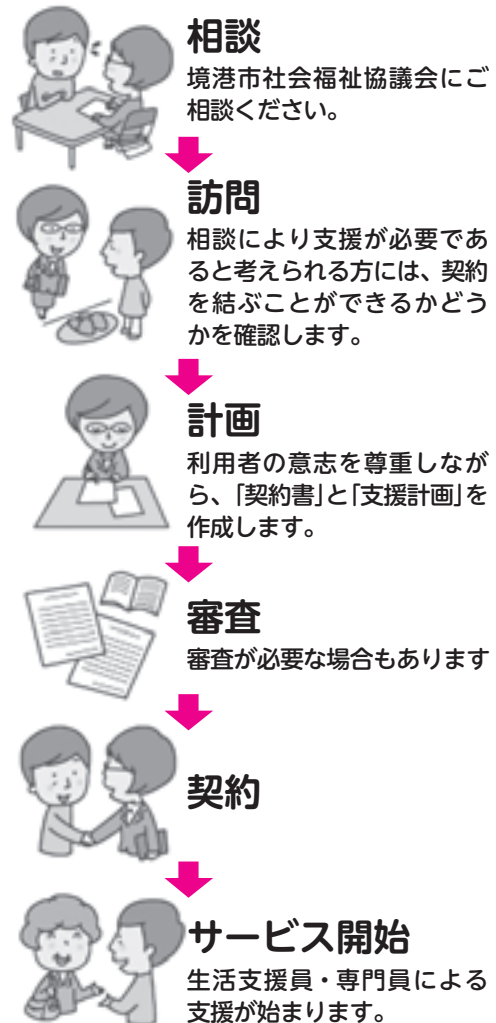 相談
境港市社会福祉協議会にご
相談ください。
訪問
相談により支援が必要であ
ると考えられる方には、契約
を結ぶことができるかどう
かを確認します。
計画
利用者の意志を尊重しなが
ら、「契約書」と「支援計画」を
作成します。
審査
審査が必要な場合もあります
契約
サービス開始
生活支援員・専門員による
支援が始まります。